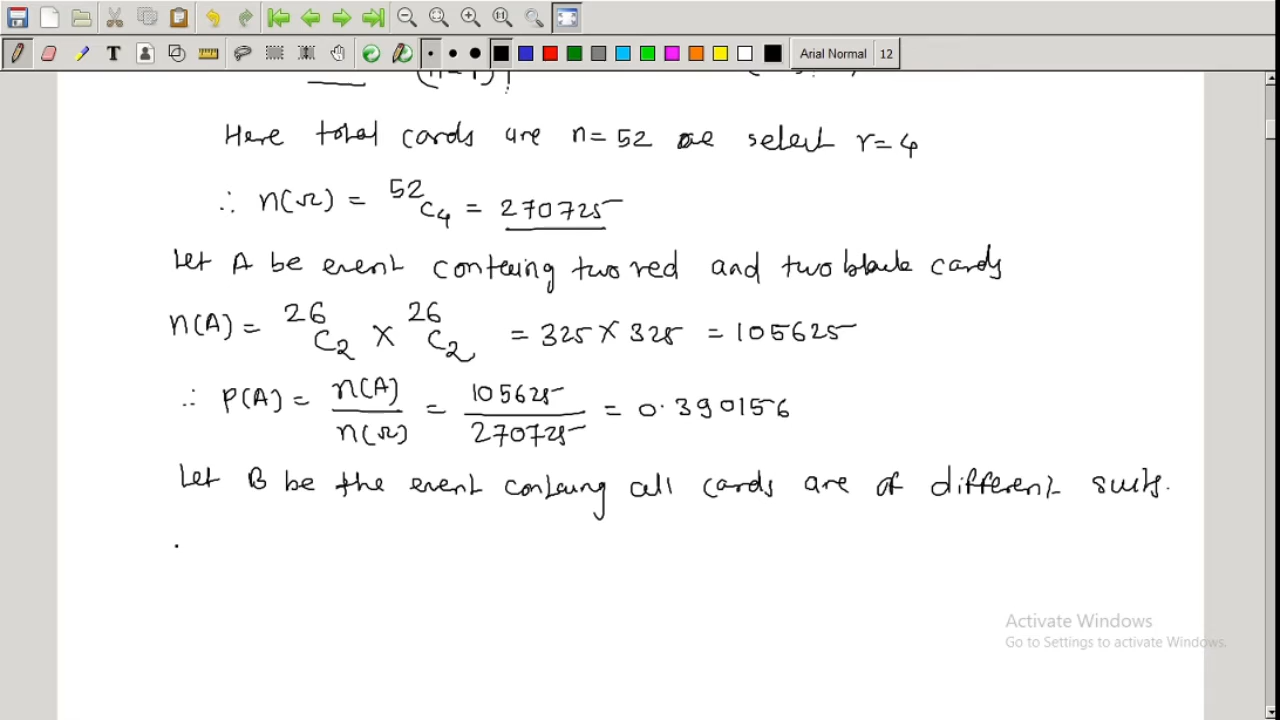 Arial Normal 12
(n-r)!
Here total cards are n=52 we select r=4
∴ n(Ω) = ⁵²C₄ = 270725
Let A be event contering two red and two black cards
n(A) = ²⁶C₂ × ²⁶C₂ = 325 × 325 = 105625
∴ P(A) = n(A)/n(Ω) = 105625/270725 = 0.390156
Let B be the event containg all cards are of different suits.
Activate Windows
Go to Settings to activate Windows.